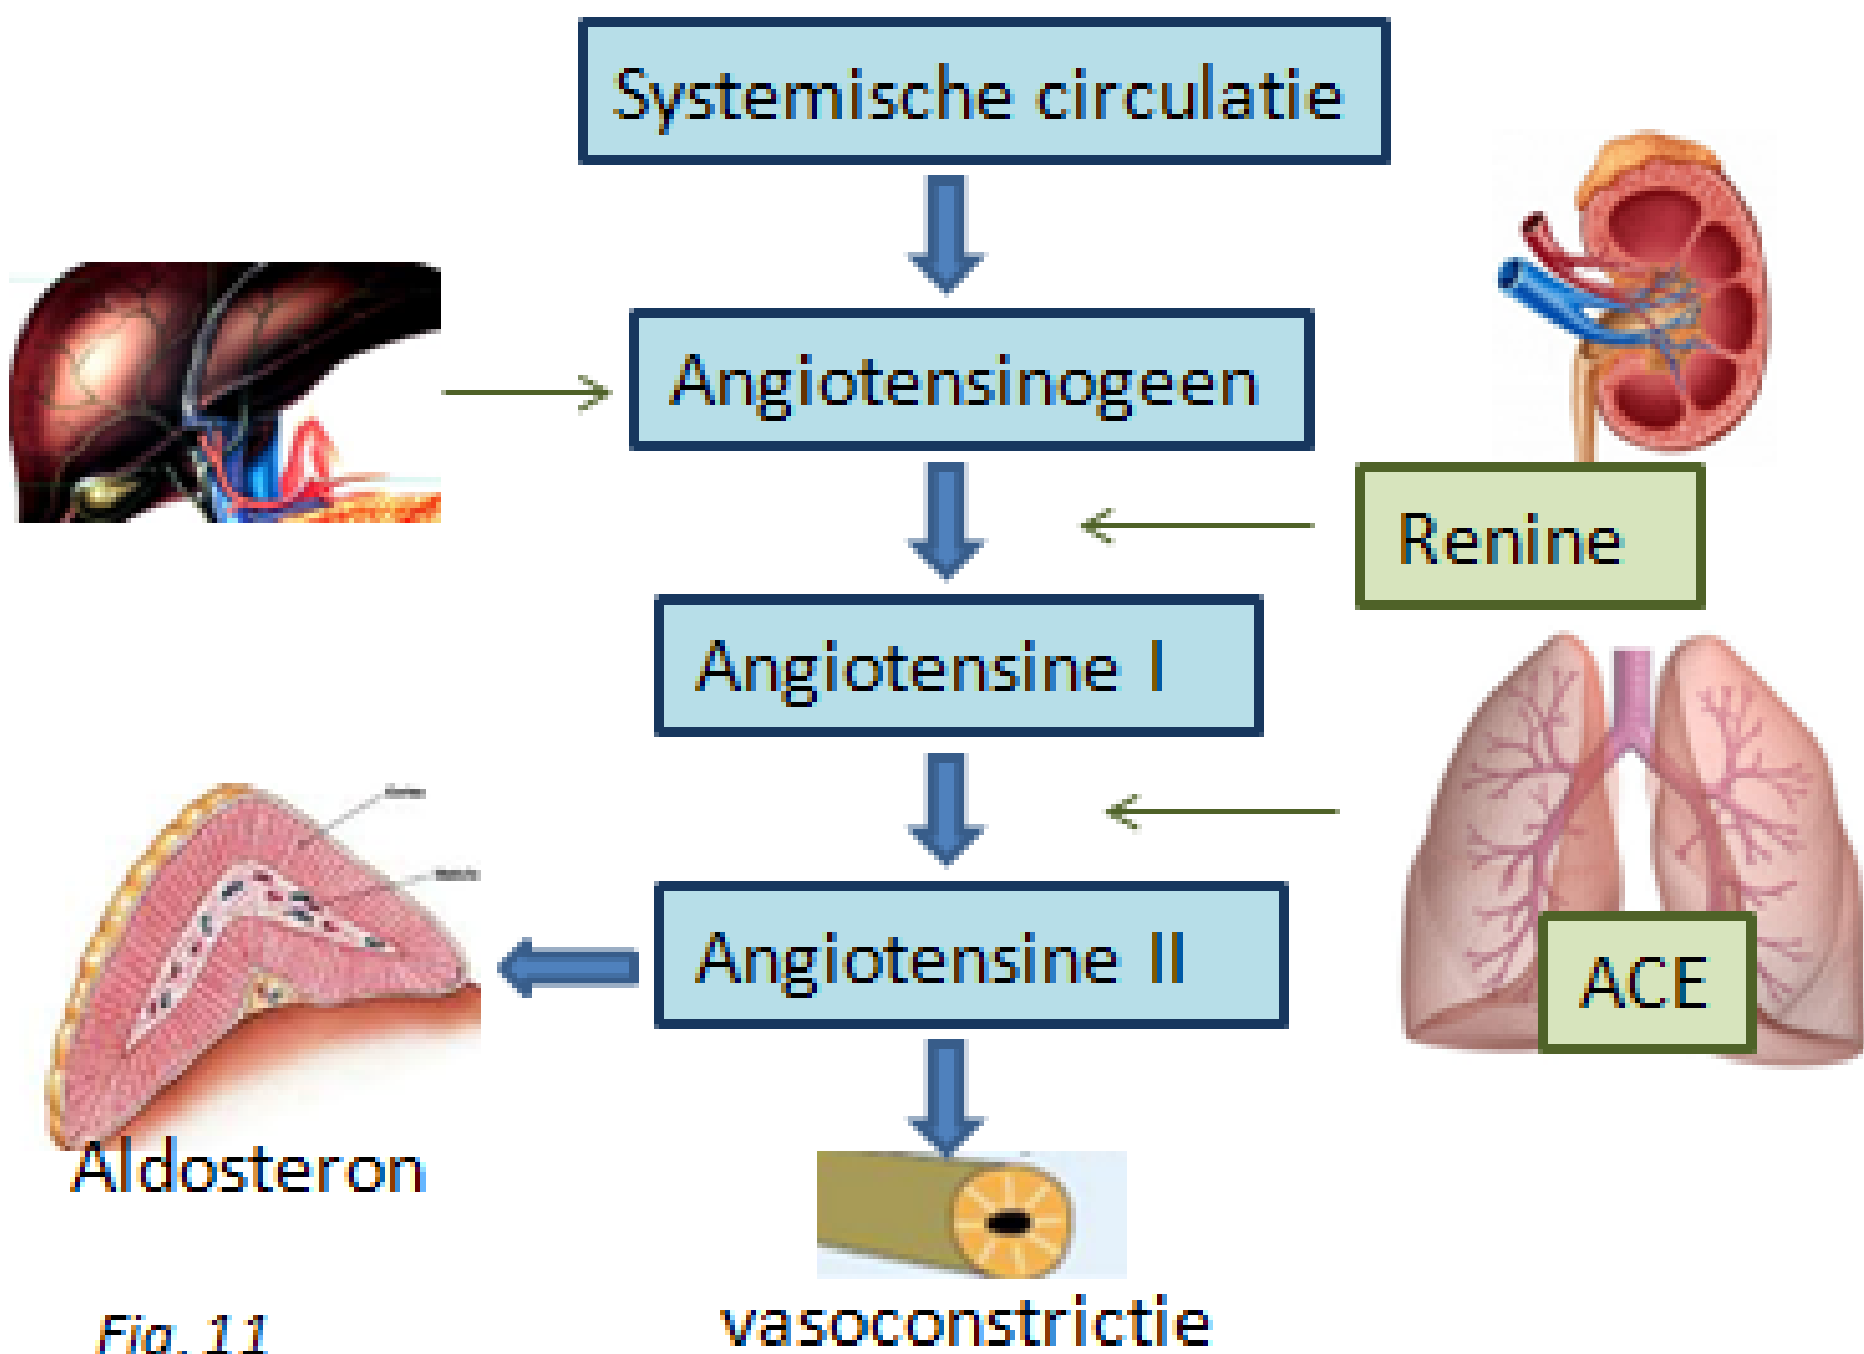 Systemische circulatie
Angiotensinogeen
Renine
Angiotensine I
Angiotensine II
ACE
Aldosteron
vasoconstrictie
Fig. 11